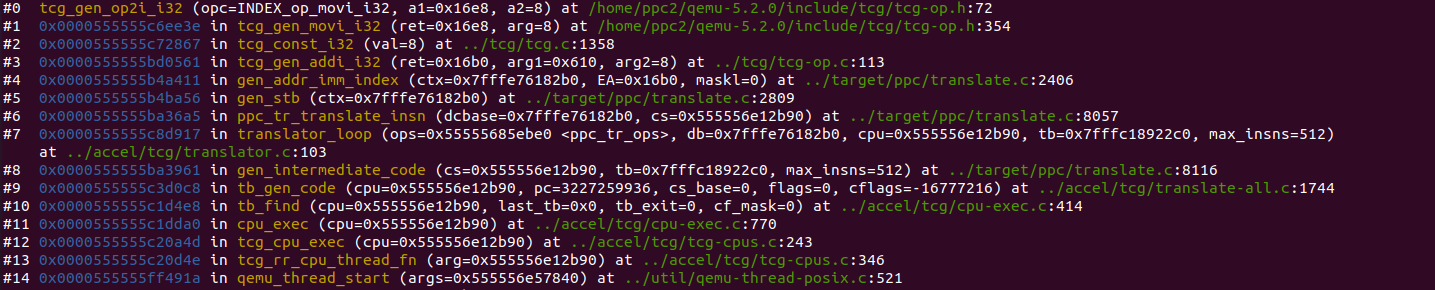 #0  tcg_gen_op2i_i32 (opc=INDEX_op_movi_i32, a1=0x16e8, a2=8) at /home/ppc2/qemu-5.2.0/include/tcg/tcg-op.h:72
#1  0x0000555555c6ee3e in tcg_gen_movi_i32 (ret=0x16e8, arg=8) at /home/ppc2/qemu-5.2.0/include/tcg/tcg-op.h:354
#2  0x0000555555c72867 in tcg_const_i32 (val=8) at ../tcg/tcg.c:1358
#3  0x0000555555bd0561 in tcg_gen_addi_i32 (ret=0x16b0, arg1=0x610, arg2=8) at ../tcg/tcg-op.c:113
#4  0x0000555555b4a411 in gen_addr_imm_index (ctx=0x7fffe76182b0, EA=0x16b0, maskl=0) at ../target/ppc/translate.c:2406
#5  0x0000555555b4ba56 in gen_stb (ctx=0x7fffe76182b0) at ../target/ppc/translate.c:2809
#6  0x0000555555ba36a5 in ppc_tr_translate_insn (dcbase=0x7fffe76182b0, cs=0x555556e12b90) at ../target/ppc/translate.c:8057
#7  0x0000555555c8d917 in translator_loop (ops=0x55555685ebe0 <ppc_tr_ops>, db=0x7fffe76182b0, cpu=0x555556e12b90, tb=0x7fffc18922c0, max_insns=512)
at ../accel/tcg/translator.c:103
#8  0x0000555555ba3961 in gen_intermediate_code (cs=0x555556e12b90, tb=0x7fffc18922c0, max_insns=512) at ../target/ppc/translate.c:8116
#9  0x0000555555c3d0c8 in tb_gen_code (cpu=0x555556e12b90, pc=3227259936, cs_base=0, flags=0, cflags=-16777216) at ../accel/tcg/translate-all.c:1744
#10 0x0000555555c1d4e8 in tb_find (cpu=0x555556e12b90, last_tb=0x0, tb_exit=0, cf_mask=0) at ../accel/tcg/cpu-exec.c:414
#11 0x0000555555c1dda0 in cpu_exec (cpu=0x555556e12b90) at ../accel/tcg/cpu-exec.c:770
#12 0x0000555555c20a4d in tcg_cpu_exec (cpu=0x555556e12b90) at ../accel/tcg/tcg-cpus.c:243
#13 0x0000555555c20d4e in tcg_rr_cpu_thread_fn (arg=0x555556e12b90) at ../accel/tcg/tcg-cpus.c:346
#14 0x0000555555ff491a in qemu_thread_start (args=0x555556e57840) at ../util/qemu-thread-posix.c:521